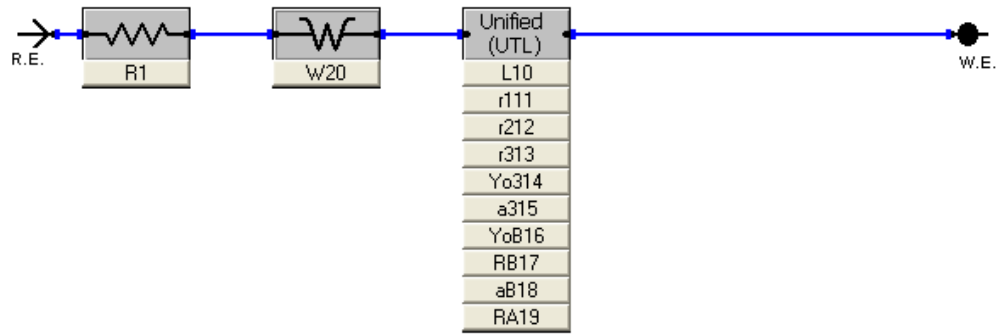 R.E.
R1
W
W20
Unified
(UTL)
L10
r111
r212
r313
Yo314
a315
YoB16
RB17
aB18
RA19
W.E.